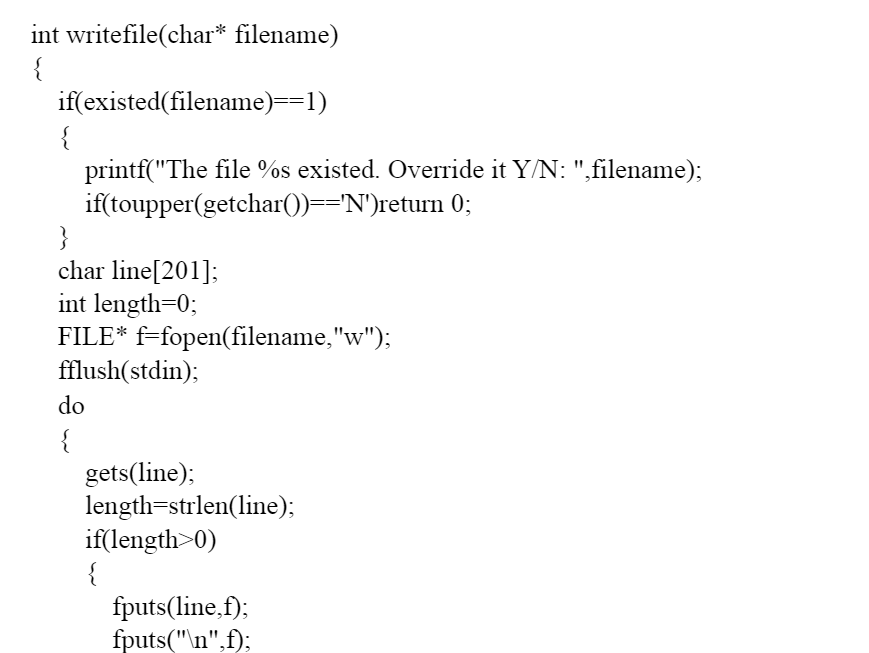 int writefile(char* filename)
{
if(existed(filename)==1)
{
printf("The file %s existed. Override it Y/N: ",filename);
if(toupper(getchar())=='N')return 0;
}
char line[201];
int length=0;
FILE* f=fopen(filename,"w");
fflush(stdin);
do
{
gets(line);
length=strlen(line);
if(length>0)
{
fputs(line,f);
fputs("\n",f);